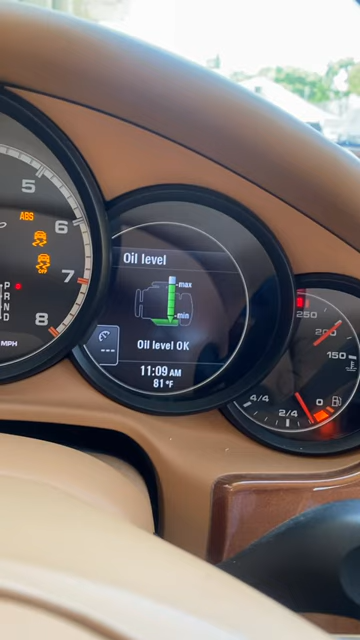 5
6
7
8
ABS
OFF
P
R
N
D
MPH
Oil level
max
min
Oil level OK
---
11:09 AM
81 °F
250
200
150
4/4
2/4
0